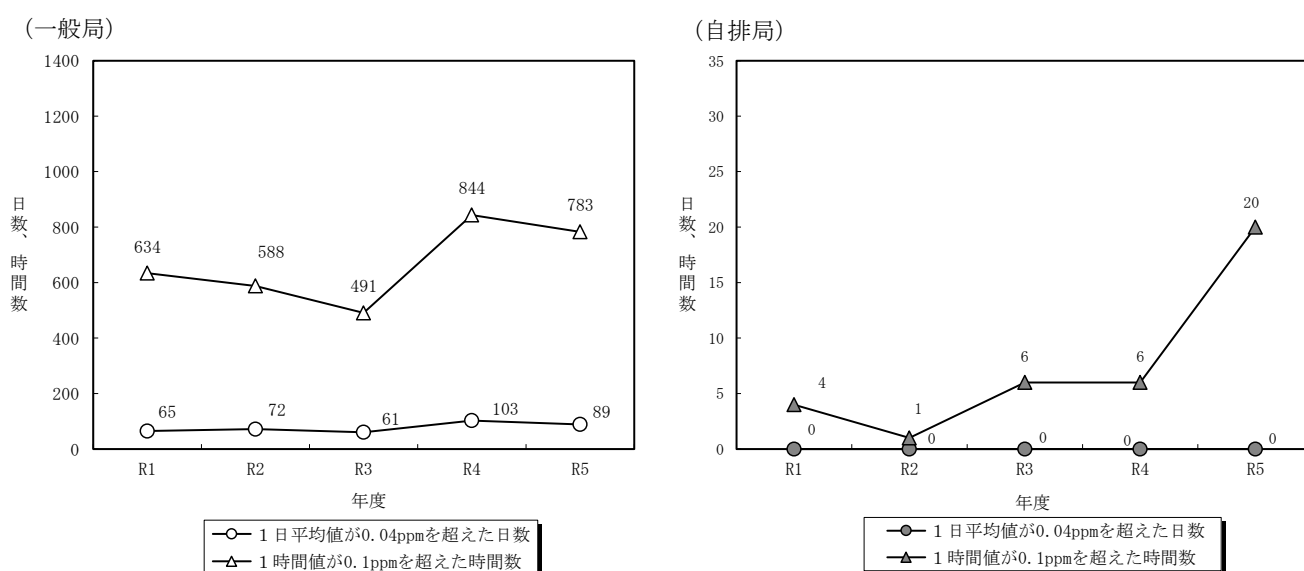 (一般局)
1400
1200
1000
800
600
400
200
0
日数、時間数
634
588
491
844
783
65
72
61
103
89
R1
R2
R3
R4
R5
年度
1日平均値が0.04ppmを超えた日数
1時間値が0.1ppmを超えた時間数
(自排局)
35
30
25
20
15
10
5
0
日数、時間数
4
1
6
6
20
0
0
0
0
0
R1
R2
R3
R4
R5
年度
1日平均値が0.04ppmを超えた日数
1時間値が0.1ppmを超えた時間数